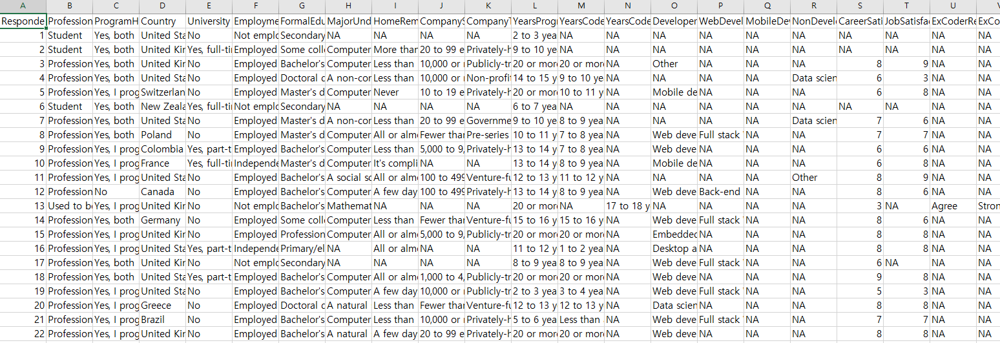 A B C D E F G H I J K L M N O P Q R S T U V
Responde Profession ProgramH Country University Employme FormalEdu MajorUnd HomeRem CompanyS CompanyT YearsProg YearsCode YearsCode Developer WebDevel MobileDe NonDevel CareerSati JobSatisfa ExCoderRe ExCo
1 Student Yes, both United Sta No Not emplo Secondary NA NA NA NA 2 to 3 yea NA NA NA NA NA NA NA NA NA NA
2 Student Yes, both United Kin Yes, full-ti Employed Some coll Computer More than 20 to 99 e Privately-h 9 to 10 ye NA NA NA NA NA NA NA NA NA NA
3 Profession Yes, both United Kin No Employed Bachelor's Computer Less than 10,000 or Publicly-tr 20 or mor 20 or mor NA Other NA NA NA 8 9 NA NA
4 Profession Yes, both United Sta No Employed Doctoral d A non-con Less than 10,000 or Non-profi 14 to 15 y 9 to 10 ye NA NA NA NA Data scien 6 3 NA NA
5 Profession Yes, I prog Switzerlan No Employed Master's d Computer Never 10 to 19 e Privately-h 20 or mor 10 to 11 y NA Mobile de NA NA NA 6 8 NA NA
6 Student Yes, both New Zeala Yes, full-ti Not emplo Secondary NA NA NA NA 6 to 7 yea NA NA NA NA NA NA NA NA NA NA
7 Profession Yes, both United Sta No Employed Master's d A non-con Less than 20 to 99 e Governme 9 to 10 ye 8 to 9 yea NA NA NA NA Data scien 7 6 NA NA
8 Profession Yes, both Poland No Employed Master's d Computer All or alm Fewer than Pre-series 10 to 11 y 7 to 8 yea NA Web deve Full stack NA NA 7 7 NA NA
9 Profession Yes, I prog Colombia Yes, part-t Employed Bachelor's Computer Less than 5,000 to 9, Privately-h 13 to 14 y 7 to 8 yea NA Web deve NA NA NA 6 6 NA NA
10 Profession Yes, I prog France Yes, full-ti Independe Master's d Computer It's compli NA NA 13 to 14 y 8 to 9 yea NA Mobile de NA NA NA 6 8 NA NA
11 Profession Yes, I prog United Sta No Employed Bachelor's A social sc All or alm 100 to 499 Venture-fu 12 to 13 y 11 to 12 y NA NA NA NA Other 8 9 NA NA
12 Profession No Canada No Employed Bachelor's Computer A few day 100 to 499 Privately-h 13 to 14 y 8 to 9 yea NA Web deve Back-end NA NA 8 6 NA NA
13 Used to be Yes, I prog United Kin No Not emplo Bachelor's Mathemat NA NA NA 20 or mor NA 17 to 18 y NA NA NA NA 3 NA Agree Stron
14 Profession Yes, both Germany No Employed Some coll Computer Less than Fewer than Venture-fu 15 to 16 y 15 to 16 y NA Web deve Full stack NA NA 8 6 NA NA
15 Profession Yes, I prog United Kin No Employed Profession Computer All or alm 5,000 to 9, Publicly-tr 20 or mor 20 or mor NA Embedded NA NA NA 8 8 NA NA
16 Profession Yes, I prog United Sta Yes, part-t Independe Primary/el NA All or alm NA NA 11 to 12 y 1 to 2 yea NA Desktop a NA NA NA 8 8 NA NA
17 Profession Yes, both United Kin No Not emplo Secondary NA NA NA NA 8 to 9 yea 8 to 9 yea NA Web deve Full stack NA NA 6 NA NA NA
18 Profession Yes, both United Sta Yes, part-t Employed Bachelor's Computer All or alm 1,000 to 4, Publicly-tr 20 or mor 20 or mor NA Web deve NA NA NA 9 8 NA NA
19 Profession Yes, I prog United Sta No Employed Bachelor's Computer A few day 10,000 or Publicly-tr 2 to 3 yea 3 to 4 yea NA Web deve Full stack NA NA 5 3 NA NA
20 Profession Yes, I prog Greece No Employed Doctoral d A natural Less than Fewer than Venture-fu 12 to 13 y 12 to 13 y NA Data scien NA NA NA 8 8 NA NA
21 Profession Yes, I prog Brazil No Employed Bachelor's Computer Less than 10,000 or Privately-h 5 to 6 yea Less than NA Web deve Full stack NA NA 7 7 NA NA
22 Profession Yes, I prog United Kin No Employed Bachelor's A natural A few day 20 to 99 e Privately-h 20 or mor 20 or mor NA Web deve NA NA NA 8 8 NA NA